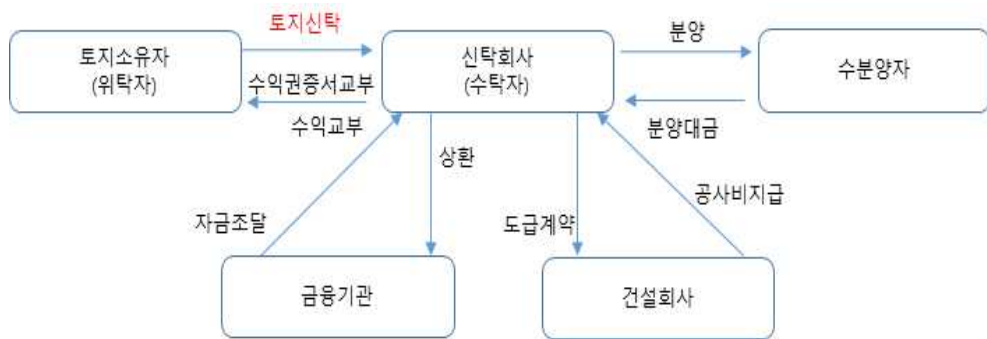 토지신탁
분양
토지소유자
(위탁자)
신탁회사
(수탁자)
수분양자
수익권증서교부
수익교부
분양대금
상환
공사비지급
자금조달
도급계약
금융기관
건설회사